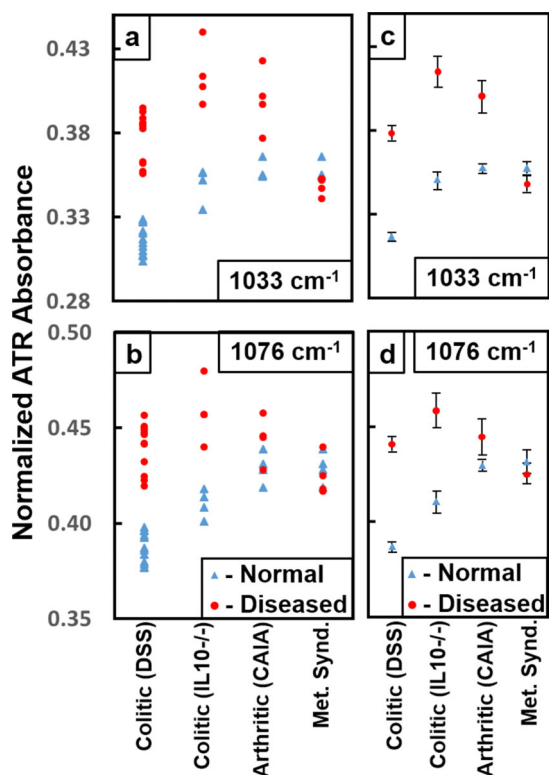 Normalized ATR Absorbance
a
c
0.43
0.38
0.33
0.28
1033 cm-1
1033 cm-1
b
1076 cm-1
d
1076 cm-1
0.50
0.45
0.40
0.35
- Normal
- Diseased
Colitic (DSS)
Colitic (IL10-/-)
Arthritic (CAIA)
Met. Synd.
Colitic (DSS)
Colitic (IL10-/-)
Arthritic (CAIA)
Met. Synd.